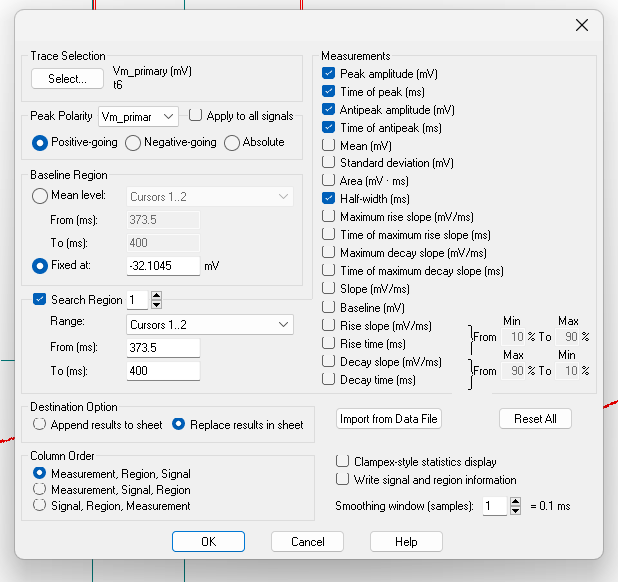 Trace Selection
Select...
Vm_primary (mV)
t6
Peak Polarity
Vm_primar
Apply to all signals
Positive-going
Negative-going
Absolute
Baseline Region
Mean level:
Cursors 1..2
From (ms):
373.5
To (ms):
400
Fixed at:
-32.1045
mV
Search Region
1
Range:
Cursors 1..2
From (ms):
373.5
To (ms):
400
Destination Option
Append results to sheet
Replace results in sheet
Column Order
Measurement, Region, Signal
Measurement, Signal, Region
Signal, Region, Measurement
Measurements
Peak amplitude (mV)
Time of peak (ms)
Antipeak amplitude (mV)
Time of antipeak (ms)
Mean (mV)
Standard deviation (mV)
Area (mV · ms)
Half-width (ms)
Maximum rise slope (mV/ms)
Time of maximum rise slope (ms)
Maximum decay slope (mV/ms)
Time of maximum decay slope (ms)
Slope (mV/ms)
Baseline (mV)
Rise slope (mV/ms)
Rise time (ms)
Decay slope (mV/ms)
Decay time (ms)
Min Max
From 10 % To 90 %
Max Min
From 90 % To 10 %
Import from Data File
Reset All
Clampex-style statistics display
Write signal and region information
Smoothing window (samples): 1 = 0.1 ms
OK
Cancel
Help